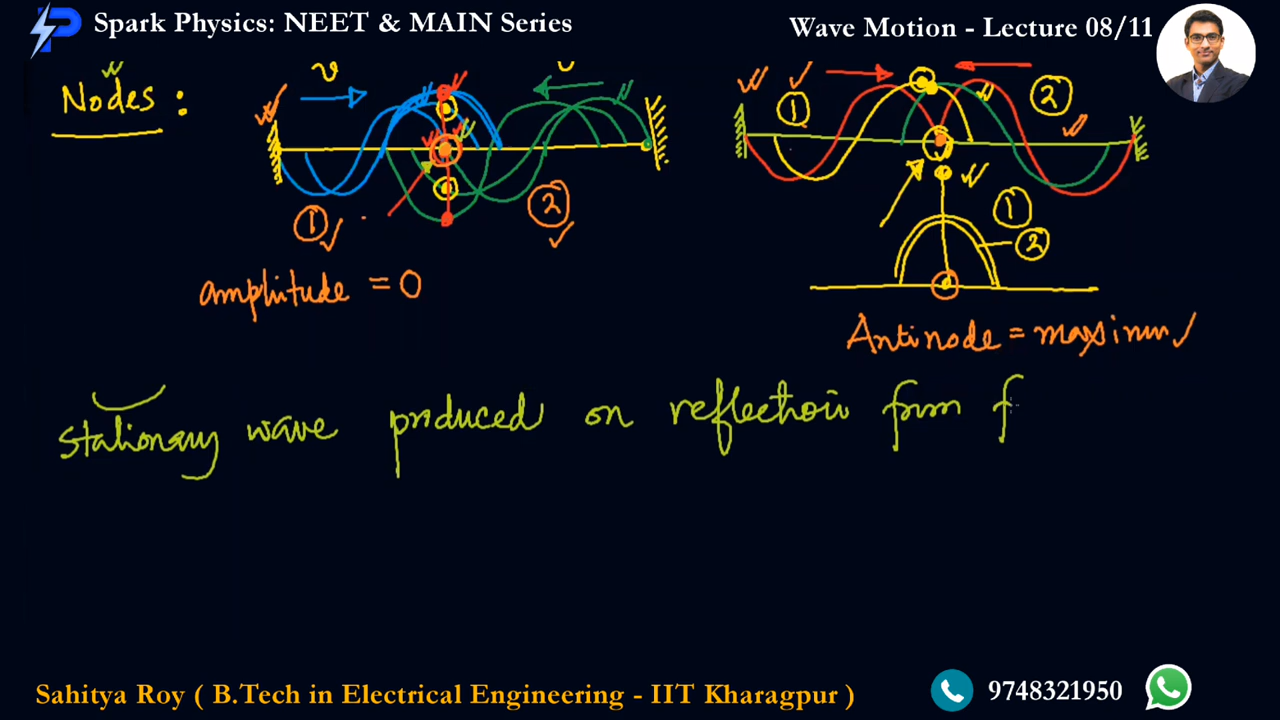 Spark Physics: NEET & MAIN Series
Wave Motion - Lecture 08/11
Nodes :
v
1
2
amplitude = 0
1
2
1
2
Antinode = maximum
stationary wave produced on reflection from f
Sahitya Roy ( B.Tech in Electrical Engineering - IIT Kharagpur )
9748321950